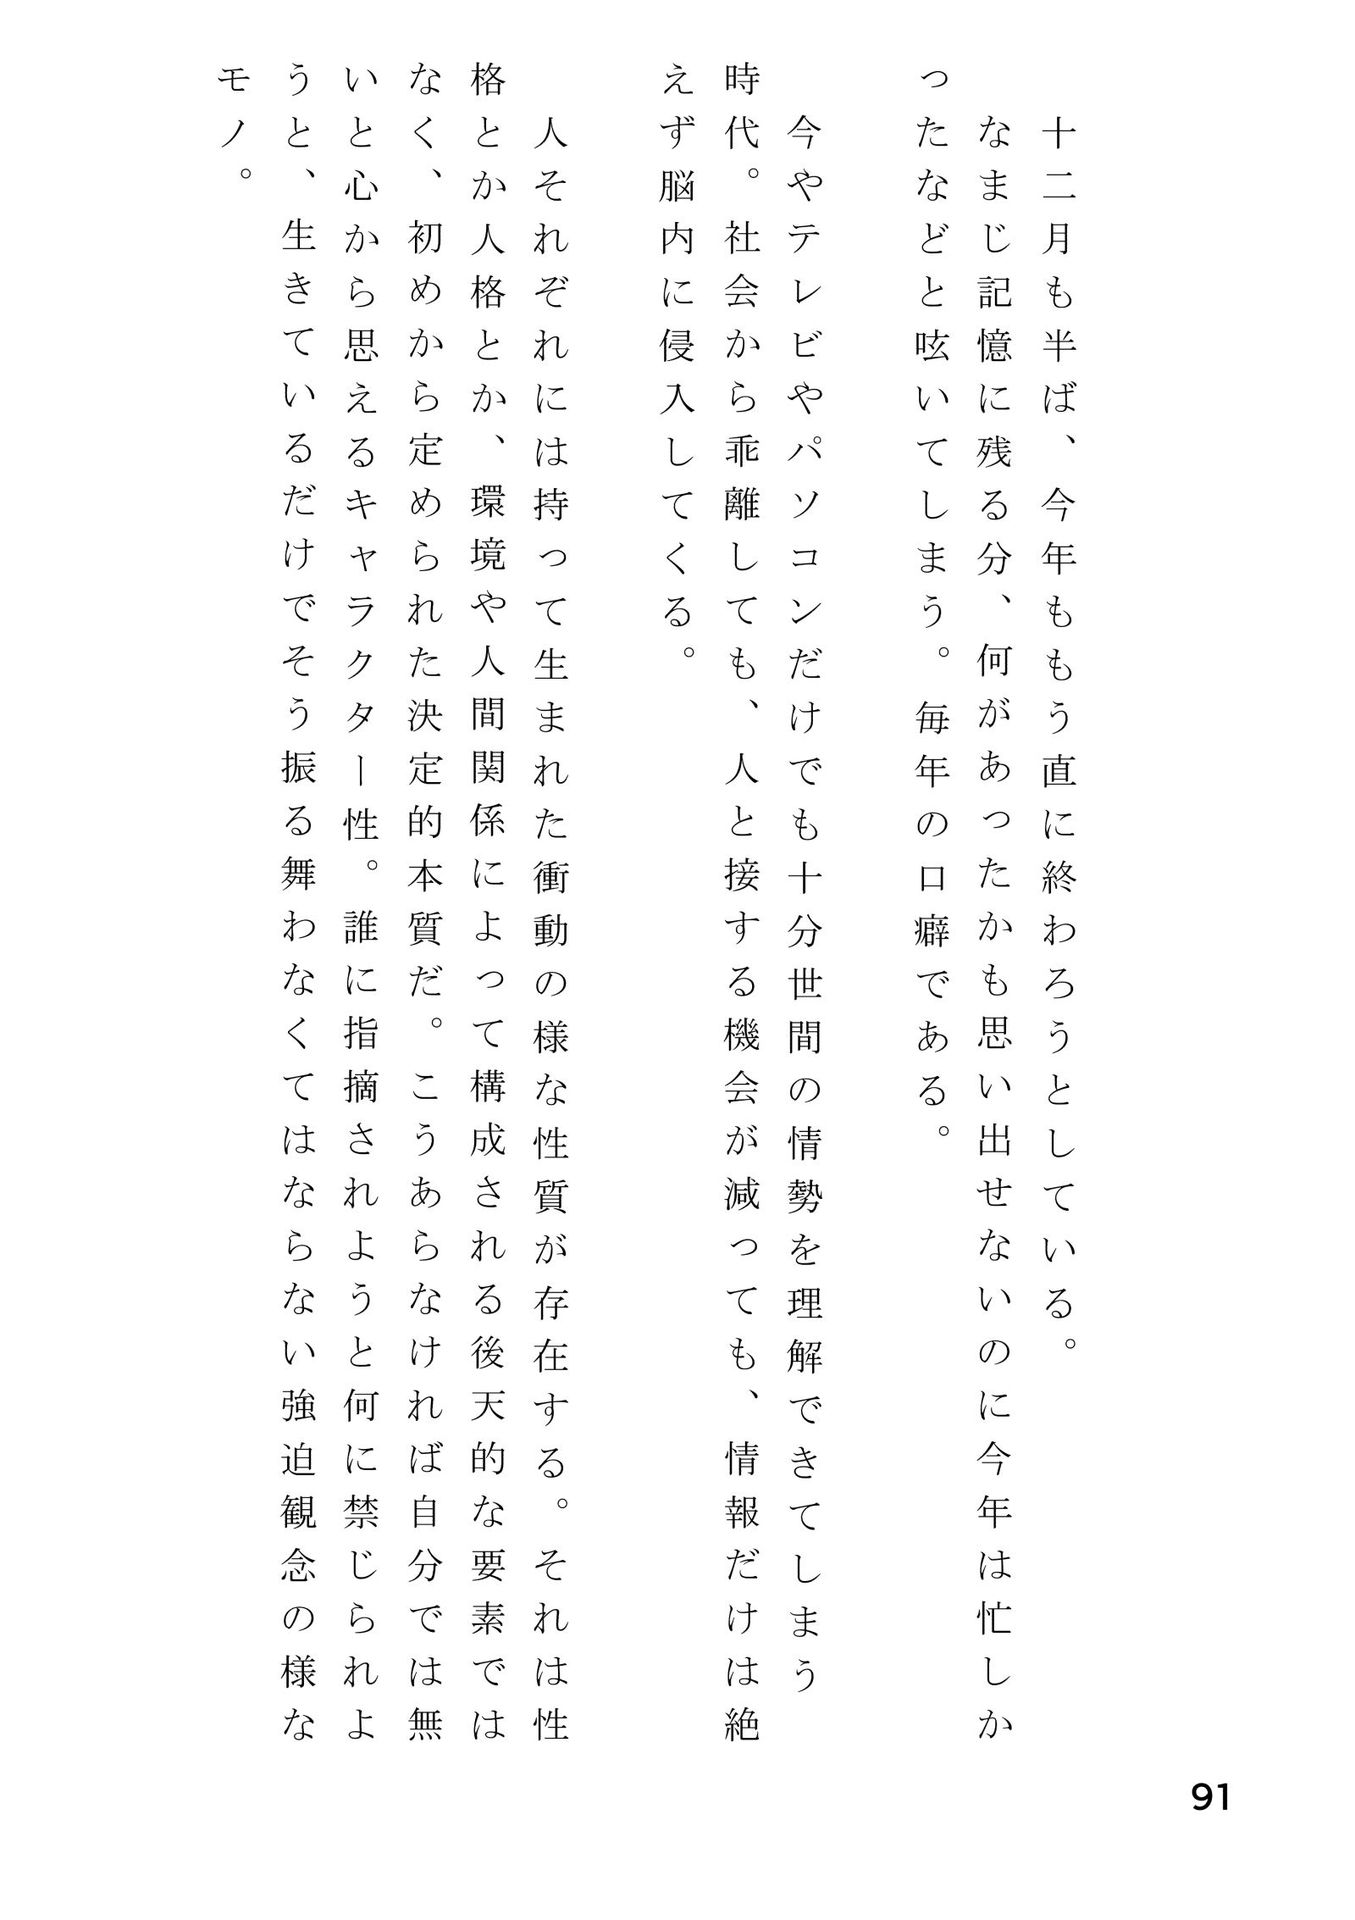 十二月も半ば、今年ももう直に終わろうとしている。
なまじ記憶に残る分、何があったかも思い出せないのに今年は忙しか
ったなどと呟いてしまう。毎年の口癖である。
今やテレビやパソコンだけでも十分世間の情勢を理解できてしまう
時代。社会から乖離しても、人と接する機会が減っても、情報だけは絶
えず脳内に侵入してくる。
人それぞれには持って生まれた衝動の様な性質が存在する。それは性
格とか人格とか、環境や人間関係によって構成される後天的な要素では
なく、初めから定められた決定的本質だ。こうあらなければ自分では無
いと心から思えるキャラクター性。誰に指摘されようと何に禁じられよ
うと、生きているだけでそう振る舞わなくてはならない強迫観念の様な
モノ。
91